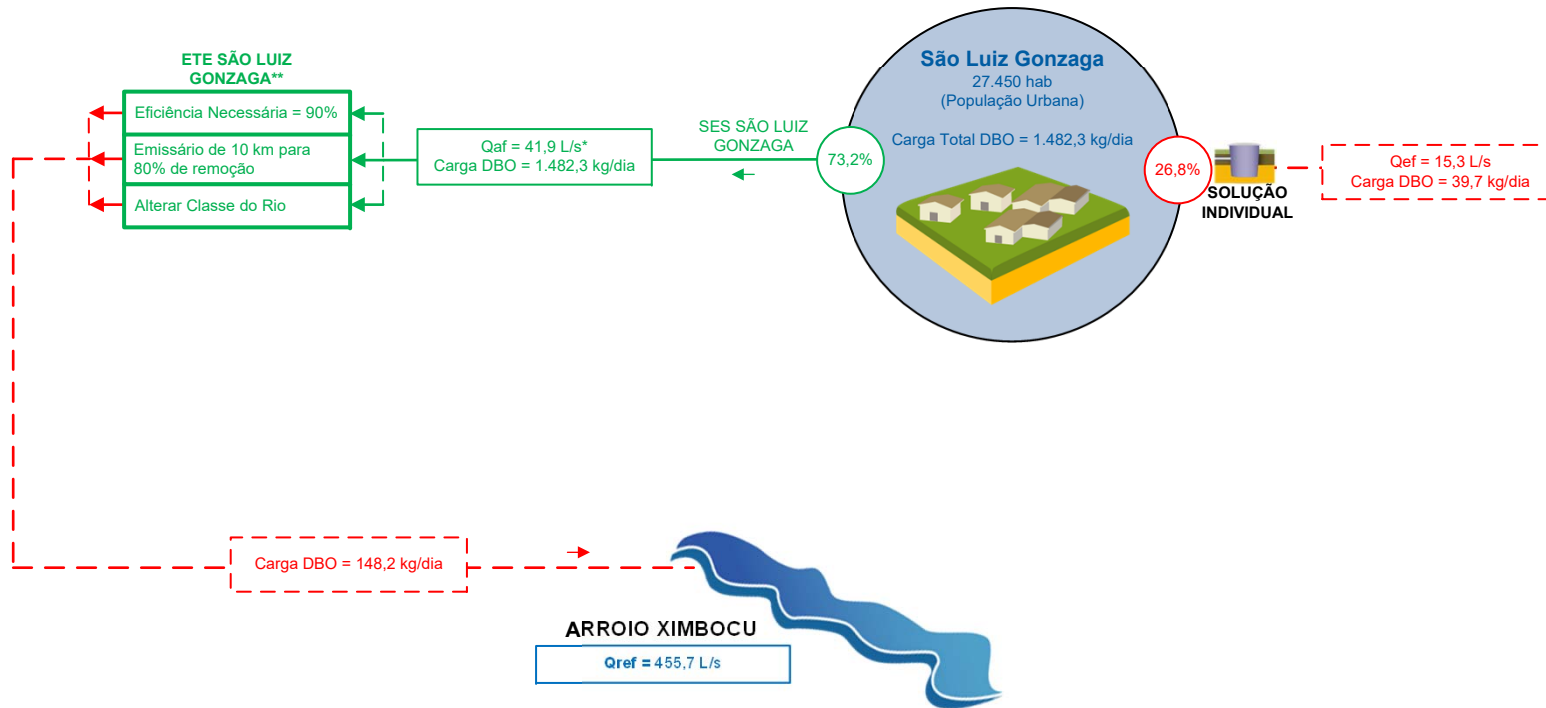 ETE SÃO LUIZ
GONZAGA**
Eficiência Necessária = 90%
Emissário de 10 km para
80% de remoção
Alterar Classe do Rio
Qaf = 41,9 L/s*
Carga DBO = 1.482,3 kg/dia
SES SÃO LUIZ
GONZAGA
73,2%
São Luiz Gonzaga
27.450 hab
(População Urbana)
Carga Total DBO = 1.482,3 kg/dia
26,8%
SOLUÇÃO
INDIVIDUAL
Qef = 15,3 L/s
Carga DBO = 39,7 kg/dia
Carga DBO = 148,2 kg/dia
ARROIO XIMBOCU
Qref = 455,7 L/s